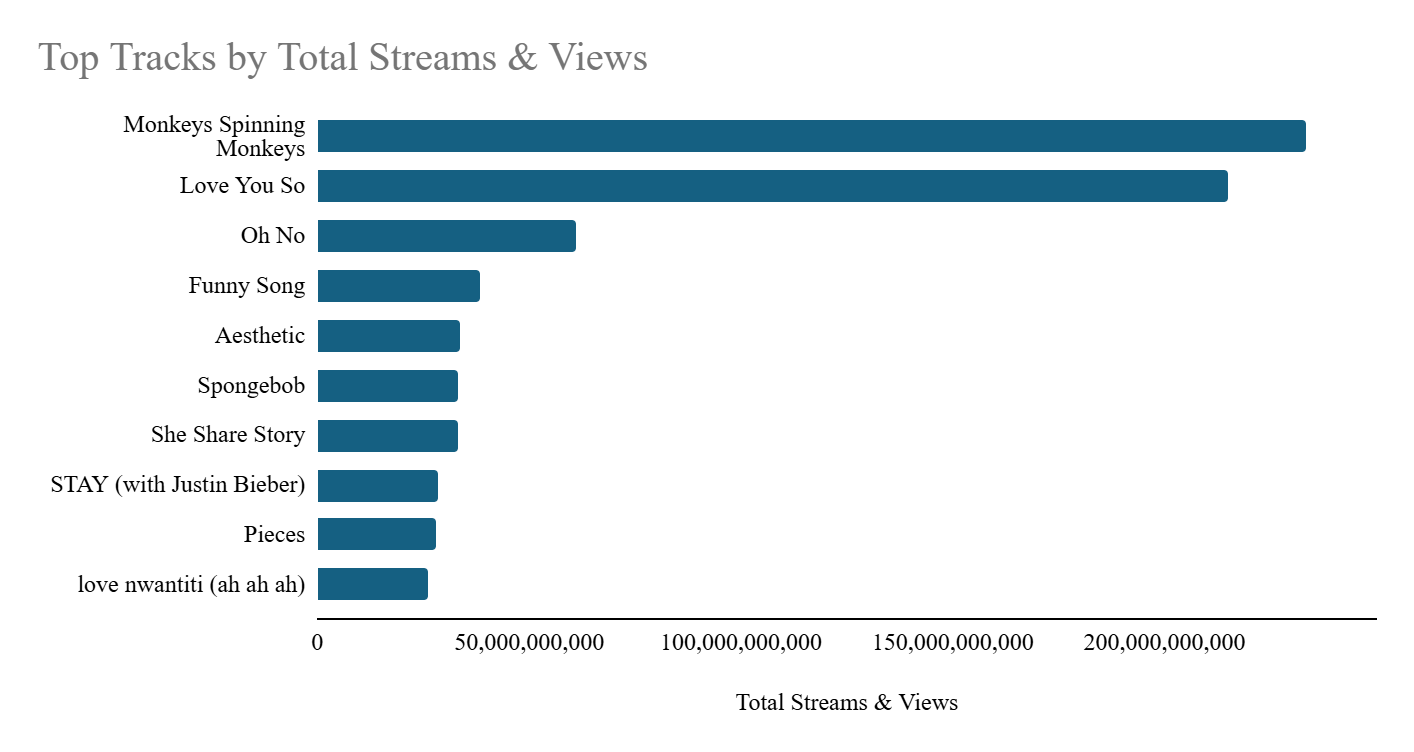 Top Tracks by Total Streams & Views
Monkeys Spinning
Monkeys
Love You So
Oh No
Funny Song
Aesthetic
Spongebob
She Share Story
STAY (with Justin Bieber)
Pieces
love nwantiti (ah ah ah)
0 50,000,000,000 100,000,000,000 150,000,000,000 200,000,000,000
Total Streams & Views